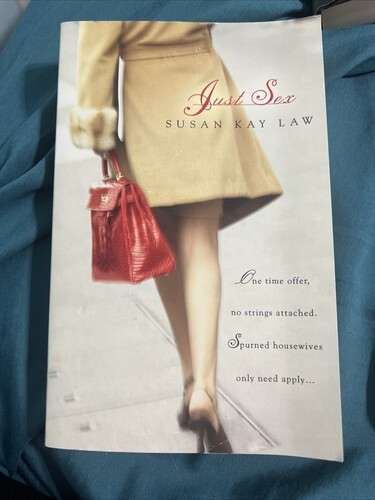 Just Sex
SUSAN KAY LAW
One time offer,
no strings attached.
Spurned housewives
only need apply...